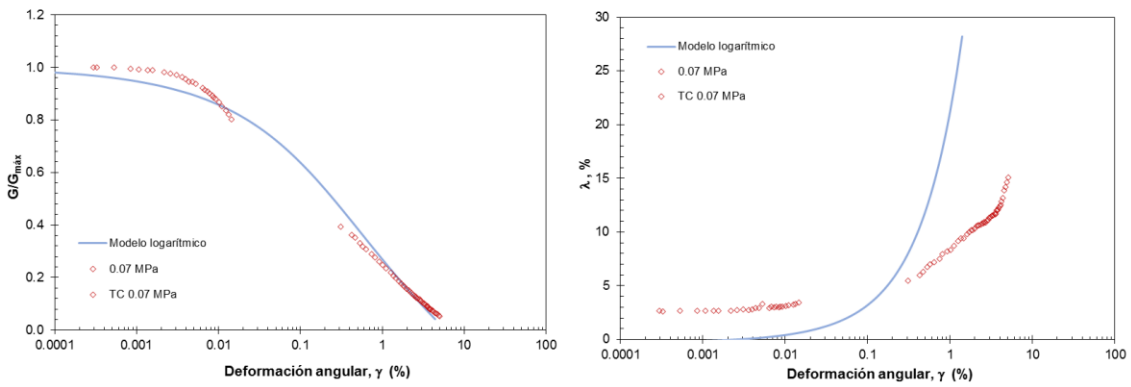 1.2
1.0
0.8
0.6
0.4
0.2
0.0
G/Gmáx
Modelo logarítmico
0.07 MPa
TC 0.07 MPa
0.0001
0.001
0.01
0.1
1
10
100
Deformación angular, γ (%)
30
25
20
15
10
5
0
λ, %
Modelo logarítmico
0.07 MPa
TC 0.07 MPa
0.0001
0.001
0.01
0.1
1
10
100
Deformación angular, γ (%)